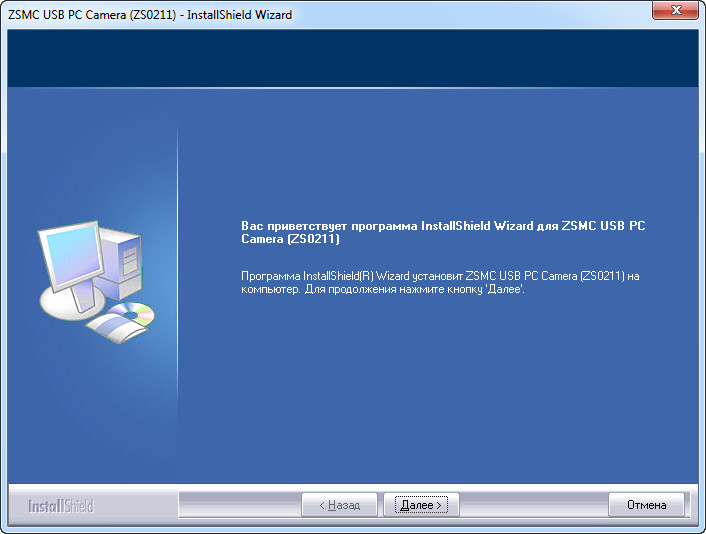 ZSMC USB PC Camera (ZS0211) - InstallShield Wizard
Вас приветствует программа InstallShield Wizard для ZSMC USB PC
Camera (ZS0211)
Программа InstallShield(R) Wizard установит ZSMC USB PC Camera (ZS0211) на
компьютер. Для продолжения нажмите кнопку 'Далее'.
InstallShield
< Назад
Далее >
Отмена